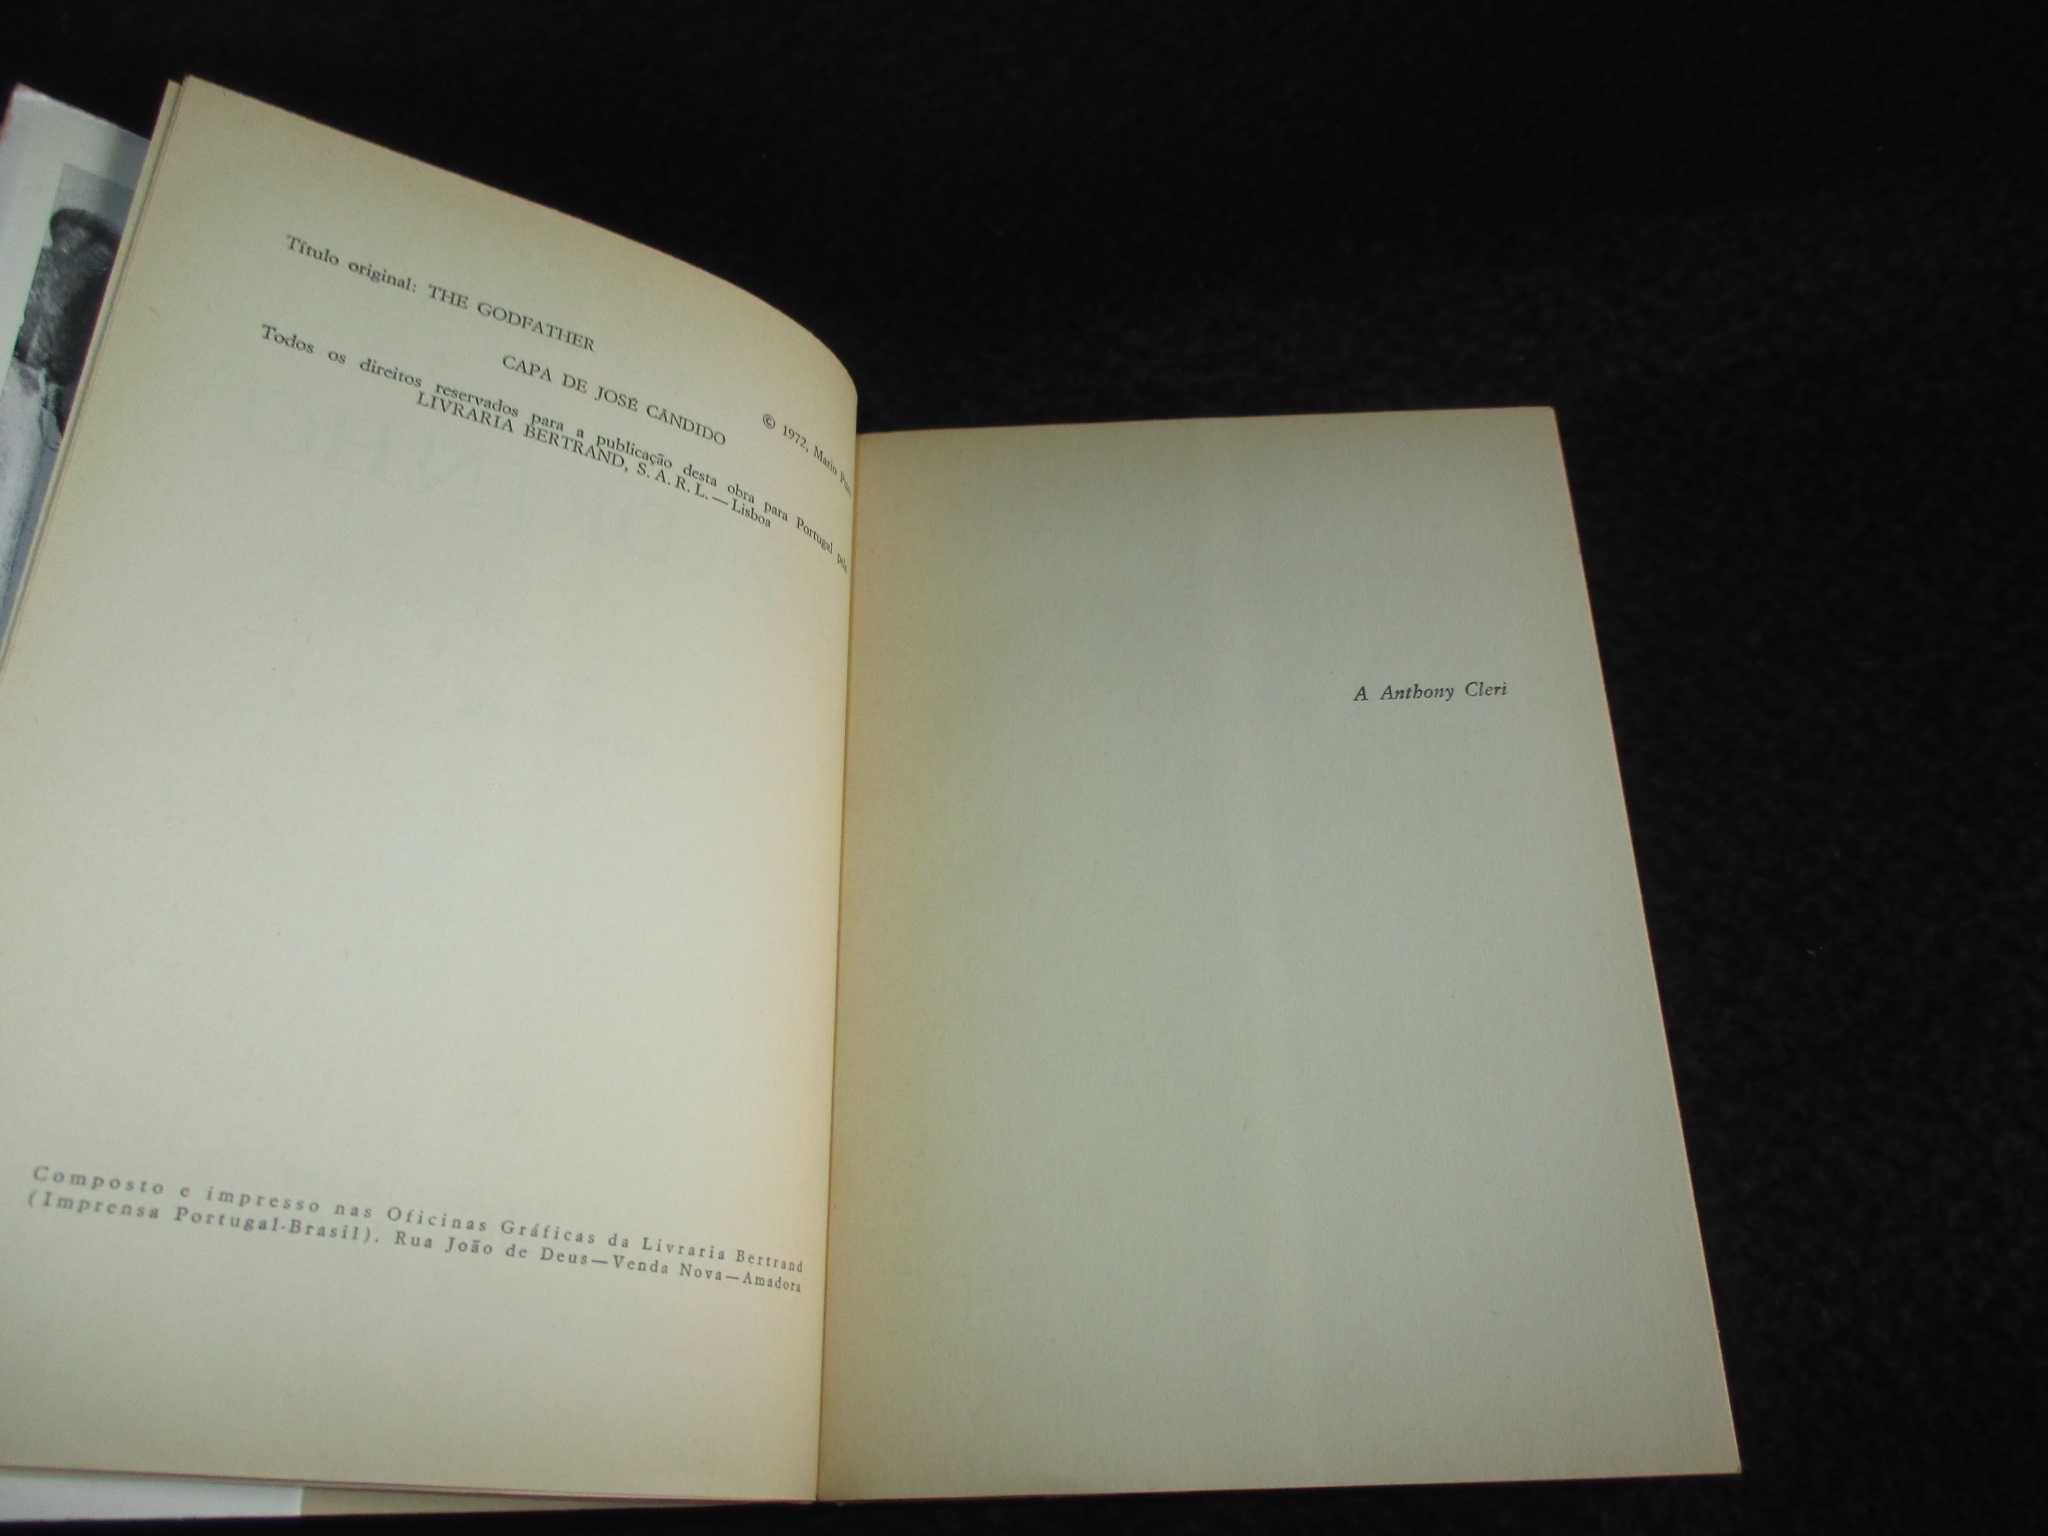 Título original: THE GODFATHER
CAPA DE JOSÉ CÂNDIDO
© 1972, Mario
Todos os direitos reservados para a publicação desta obra para Portugal pela
LIVRARIA BERTRAND, S. A. R. L. — Lisboa
Composto e impresso nas Oficinas Gráficas da Livraria Bertrand
(Imprensa Portugal-Brasil). Rua João de Deus—Venda Nova—Amadora
A Anthony Cleri